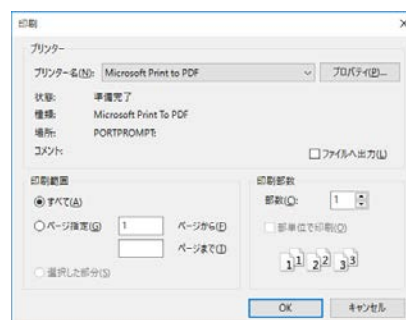 印刷
プリンター
プリンター名(N): Microsoft Print to PDF プロパティ(P)...
状態: 準備完了
種類: Microsoft Print To PDF
場所: PORTPROMPT:
コメント: ファイルへ出力(L)
印刷範囲
すべて(A)
ページ指定(G) 1 ページから(F)
ページまで(T)
選択した部分(S)
印刷部数
部数(C): 1
部単位で印刷(O)
1 1 2 2 3 3
OK キャンセル